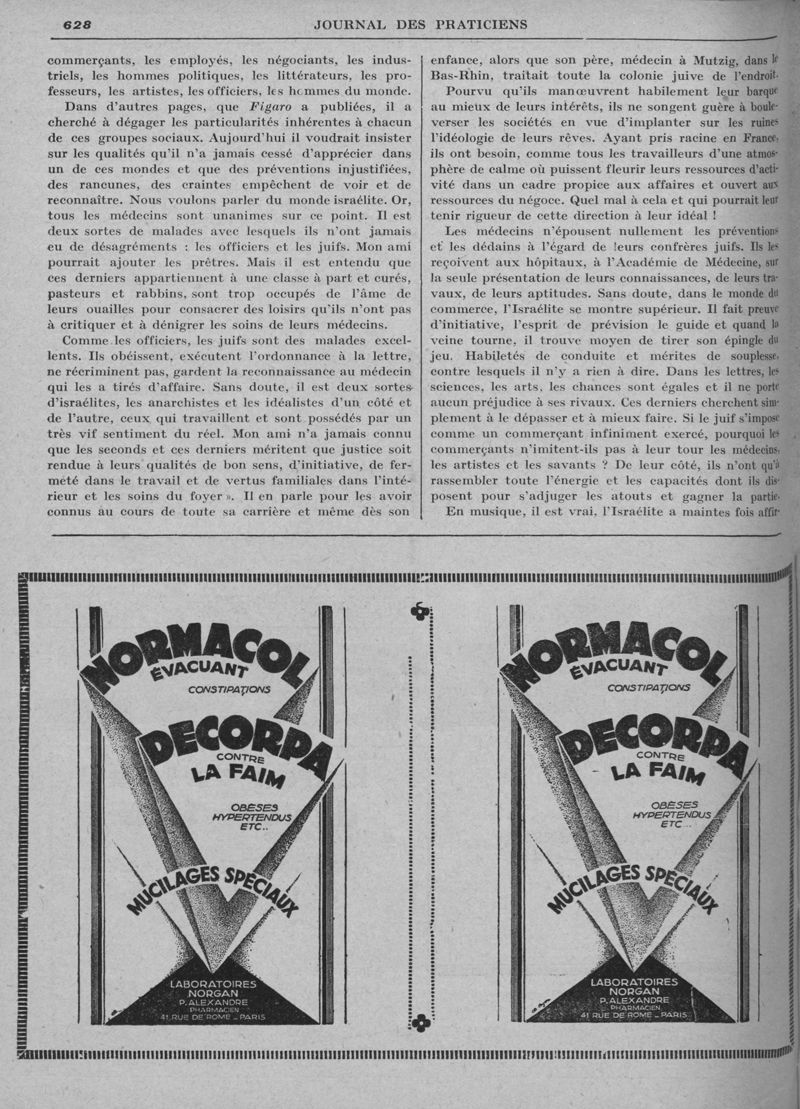 628
JOURNAL DES PRATICIENS
commerçants, les employés, les négociants, les indus-
triels, les hommes politiques, les littérateurs, les pro-
fesseurs, les artistes, les officiers, les hommes du monde.
Dans d'autres pages, que Figaro a publiées, il a
cherché à dégager les particularités inhérentes à chacun
de ces groupes sociaux. Aujourd'hui il voudrait insister
sur les qualités qu'il n'a jamais cessé d'apprécier dans
un de ces mondes et que des préventions injustifiées,
des rancunes, des craintes empêchent de voir et de
reconnaître. Nous voulons parler du monde israélite. Or,
tous les médecins sont unanimes sur ce point. Il est
deux sortes de malades avec lesquels ils n'ont jamais
eu de désagréments : les officiers et les juifs. Mon ami
pourrait ajouter les prêtres. Mais il est entendu que
ces derniers appartiennent à une classe à part et curés,
pasteurs et rabbins, sont trop occupés de l'âme de
leurs ouailles pour consacrer des loisirs qu'ils n'ont pas
à critiquer et à dénigrer les soins de leurs médecins.
Comme les officiers, les juifs sont des malades excel-
lents. Ils obéissent, exécutent l'ordonnance à la lettre,
ne récriminent pas, gardent la reconnaissance au médecin
qui les a tirés d'affaire. Sans doute, il est deux sortes
d'israélites, les anarchistes et les idéalistes d'un côté et
de l'autre, ceux qui travaillent et sont possédés par un
très vif sentiment du réel. Mon ami n'a jamais connu
que les seconds et ces derniers méritent que justice soit
rendue à leurs qualités de bon sens, d'initiative, de fer-
meté dans le travail et de vertus familiales dans l'inté-
rieur et les soins du foyer ». Il en parle pour les avoir
connus au cours de toute sa carrière et même dès son
enfance, alors que son père, médecin à Mutzig, dans le
Bas-Rhin, traitait toute la colonie juive de l'endroit.
Pourvu qu'ils manœuvrent habilement leur barque
au mieux de leurs intérêts, ils ne songent guère à boule-
verser les sociétés en vue d'implanter sur les ruines
l'idéologie de leurs rêves. Ayant pris racine en France,
ils ont besoin, comme tous les travailleurs d'une atmos-
phère de calme où puissent fleurir leurs ressources d'acti-
vité dans un cadre propice aux affaires et ouvert aux
ressources du négoce. Quel mal à cela et qui pourrait leur
tenir rigueur de cette direction à leur idéal !
Les médecins n'épousent nullement les préventions
et les dédains à l'égard de leurs confrères juifs. Ils les
reçoivent aux hôpitaux, à l'Académie de Médecine, sur
la seule présentation de leurs connaissances, de leurs tra-
vaux, de leurs aptitudes. Sans doute, dans le monde du
commerce, l'Israélite se montre supérieur. Il fait preuve
d'initiative, l'esprit de prévision le guide et quand la
veine tourne, il trouve moyen de tirer son épingle du
jeu. Habiletés de conduite et mérites de souplesse,
contre lesquels il n'y a rien à dire. Dans les lettres, les
sciences, les arts, les chances sont égales et il ne porte
aucun préjudice à ses rivaux. Ces derniers cherchent sim-
plement à le dépasser et à mieux faire. Si le juif s'impose
comme un commerçant infiniment exercé, pourquoi les
commerçants n'imitent-ils pas à leur tour les médecins,
les artistes et les savants ? De leur côté, ils n'ont qu'à
rassembler toute l'énergie et les capacités dont ils dis-
posent pour s'adjuger les atouts et gagner la partie.
En musique, il est vrai, l'Israélite a maintes fois affir-
NORMACOL
ÉVACUANT
CONSTIPATIONS
DECORPA
CONTRE
LA FAIM
OBÈSES
HYPERTENDUS
ETC..
MUCILAGES SPÉCIAUX
LABORATOIRES
NORGAN
P. ALEXANDRE
PHARMACIEN
41 RUE DE ROME _ PARIS
NORMACOL
ÉVACUANT
CONSTIPATIONS
DECORPA
CONTRE
LA FAIM
OBÈSES
HYPERTENDUS
ETC...
MUCILAGES SPÉCIAUX
LABORATOIRES
NORGAN
P. ALEXANDRE
PHARMACIEN
41 RUE DE ROME _ PARIS